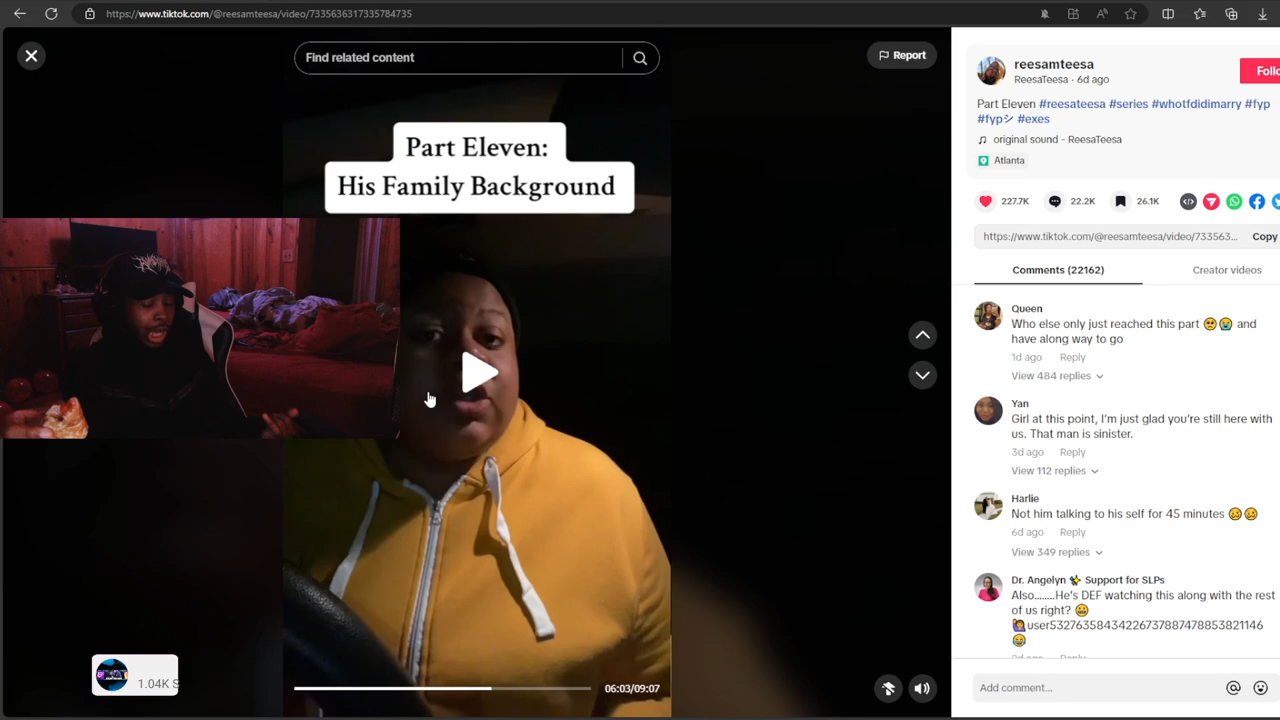 https://www.tiktok.com/@reesamteesa/video/7335636317335784735
Find related content
Report
Part Eleven:
His Family Background
06:03/09:07
1.04K S
reesamteesa
ReesaTeesa · 6d ago
Follo
Part Eleven #reesateesa #series #whotfdidimarry #fyp
#fypシ #exes
original sound - ReesaTeesa
Atlanta
227.7K
22.2K
26.1K
https://www.tiktok.com/@reesamteesa/video/733563...
Copy
Comments (22162)
Creator videos
Queen
Who else only just reached this part 🥺😭 and
have along way to go
1d ago Reply
View 484 replies
Yan
Girl at this point, I'm just glad you're still here with
us. That man is sinister.
3d ago Reply
View 112 replies
Harlie
Not him talking to his self for 45 minutes 😖😖
6d ago Reply
View 349 replies
Dr. Angelyn ✨ Support for SLPs
Also........He's DEF watching this along with the rest
of us right? 😬
🙋user53276358434226737887478853821146
😂
Reply
Add comment...